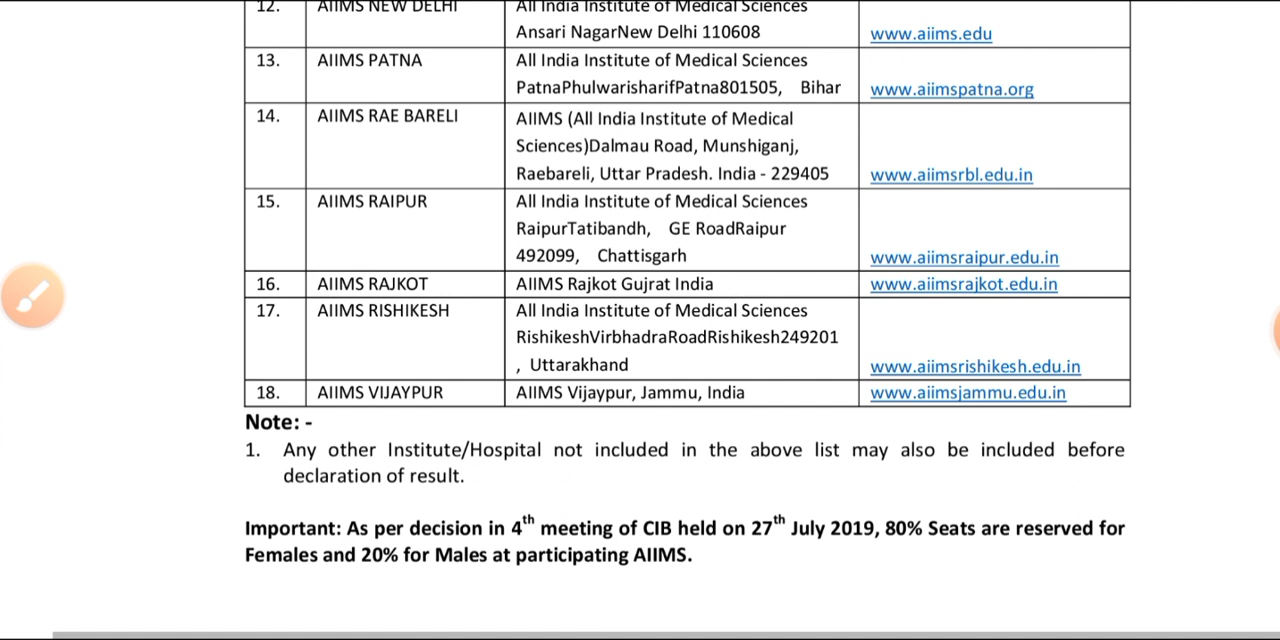 12. AIIMS NEW DELHI All India Institute of Medical Sciences
Ansari NagarNew Delhi 110608 www.aiims.edu
13. AIIMS PATNA All India Institute of Medical Sciences
PatnaPhulwarisharifPatna801505, Bihar www.aiimspatna.org
14. AIIMS RAE BARELI AIIMS (All India Institute of Medical
Sciences)Dalmau Road, Munshiganj,
Raebareli, Uttar Pradesh. India - 229405 www.aiimsrbl.edu.in
15. AIIMS RAIPUR All India Institute of Medical Sciences
RaipurTatibandh, GE RoadRaipur
492099, Chattisgarh www.aiimsraipur.edu.in
16. AIIMS RAJKOT AIIMS Rajkot Gujrat India www.aiimsrajkot.edu.in
17. AIIMS RISHIKESH All India Institute of Medical Sciences
RishikeshVirbhadraRoadRishikesh249201
, Uttarakhand www.aiimsrishikesh.edu.in
18. AIIMS VIJAYPUR AIIMS Vijaypur, Jammu, India www.aiimsjammu.edu.in
Note: -
1. Any other Institute/Hospital not included in the above list may also be included before
declaration of result.
Important: As per decision in 4th meeting of CIB held on 27th July 2019, 80% Seats are reserved for
Females and 20% for Males at participating AIIMS.